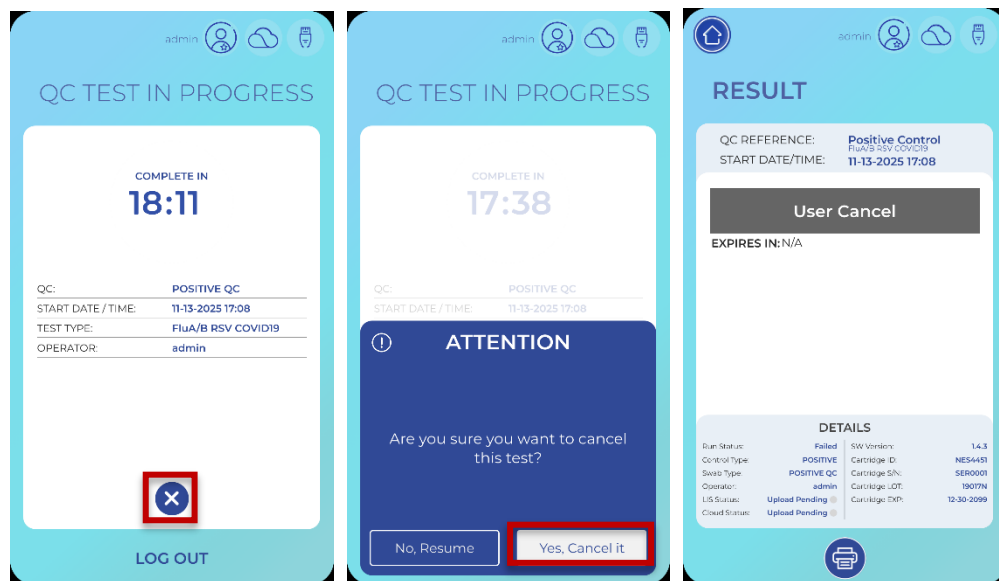 admin
QC TEST IN PROGRESS
COMPLETE IN
18:11
QC: POSITIVE QC
START DATE / TIME: 11-13-2025 17:08
TEST TYPE: FluA/B RSV COVID19
OPERATOR: admin
LOG OUT
admin
QC TEST IN PROGRESS
COMPLETE IN
17:38
QC: POSITIVE QC
START DATE / TIME: 11-13-2025 17:08
ATTENTION
Are you sure you want to cancel
this test?
No, Resume Yes, Cancel it
admin
RESULT
QC REFERENCE: Positive Control
FluA/B RSV COVID19
START DATE/TIME: 11-13-2025 17:08
User Cancel
EXPIRES IN: N/A
DETAILS
Run Status: Failed SW Version: 1.4.3
Control Type: POSITIVE Cartridge ID: NES4451
Swab Type: POSITIVE QC Cartridge S/N: SER0001
Operator: admin Cartridge LOT: 19017N
LIS Status: Upload Pending Cartridge EXP: 12-30-2099
Cloud Status: Upload Pending